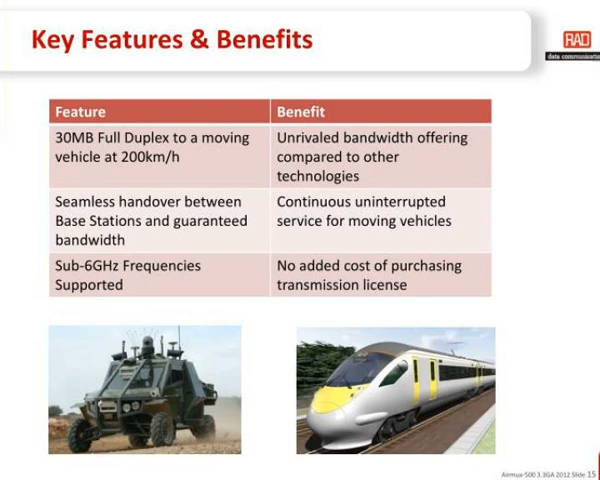 Key Features & Benefits
RAD
data communications
Feature
Benefit
30MB Full Duplex to a moving
vehicle at 200km/h
Unrivaled bandwidth offering
compared to other
technologies
Seamless handover between
Base Stations and guaranteed
bandwidth
Continuous uninterrupted
service for moving vehicles
Sub-6GHz Frequencies
Supported
No added cost of purchasing
transmission license
Airmux-500 3.3GA 2012 Slide 15